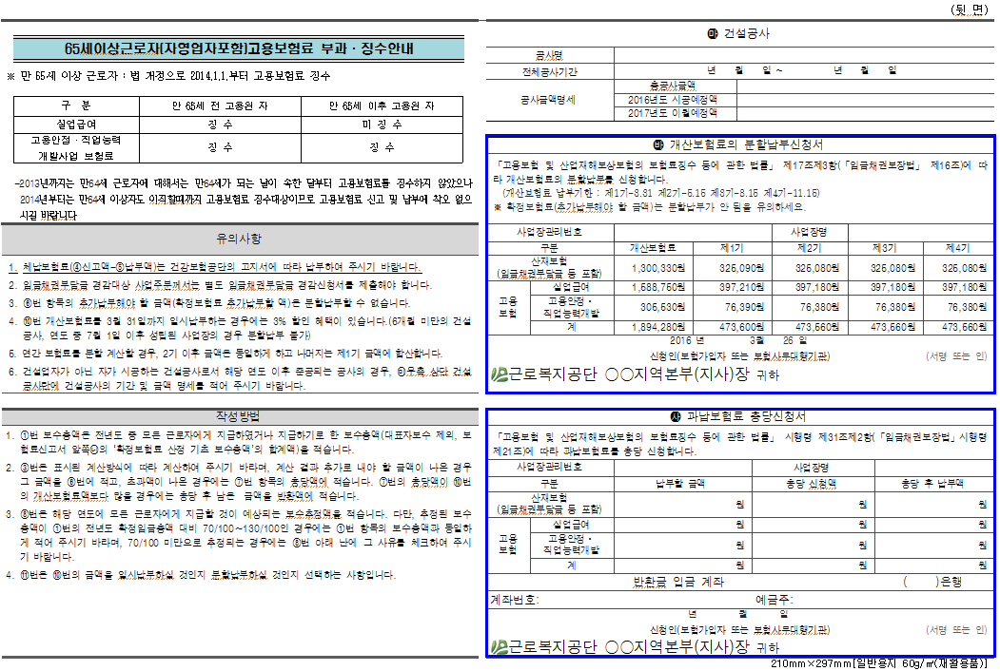 (뒷 면)
65세이상근로자(자영업자포함)고용보험료 부과·징수안내
※ 만 65세 이상 근로자 : 법 개정으로 2014.1.1.부터 고용보험료 징수
구 분 만 65세 전 고용된 자 만 65세 이후 고용된 자
실업급여 징 수 미 징 수
고용안정·직업능력
개발사업 보험료 징 수 징 수
-2013년까지는 만64세 근로자에 대해서는 만64세가 되는 날이 속한 달부터 고용보험료를 징수하지 않았으나
2014년부터는 만64세 이상자도 이직할때까지 고용보험료 징수대상이므로 고용보험료 신고 및 납부에 착오 없으
시길 바랍니다
유의사항
1. 체납보험료(④신고액-⑤납부액)는 건강보험공단의 고지서에 따라 납부하여 주시기 바랍니다.
2. 임금채권부담금 경감대상 사업주분께서는 별도 임금채권부담금 경감신청서를 제출해야 합니다.
3. ⑥번 항목의 추가납부해야 할 금액(확정보험료 추가납부할 액)은 분할납부할 수 없습니다.
4. ⑩번 개산보험료를 3월 31일까지 일시납부하는 경우에는 3% 할인 혜택이 있습니다.(6개월 미만의 건설
공사, 연도 중 7월 1일 이후 성립된 사업장의 경우 분할납부 불가)
5. 연간 보험료를 분할 계산할 경우, 2기 이후 금액은 동일하게 하고 나머지는 제1기 금액에 합산합니다.
6. 건설업자가 아닌 자가 시공하는 건설공사로서 해당 연도 이후 준공되는 공사의 경우, ㉲우측 상단 건설
공사란에 건설공사의 기간 및 금액 명세를 적어 주시기 바랍니다.
작성방법
1. ①번 보수총액은 전년도 중 모든 근로자에게 지급하였거나 지급하기로 한 보수총액(대표자보수 제외, 보
험료신고서 앞쪽의 '확정보험료 산정 기초 보수총액'의 합계액)을 적습니다.
2. ③번은 표시된 계산방식에 따라 계산하여 주시기 바라며, 계산 결과 추가로 내야 할 금액이 나온 경우
그 금액을 ⑥번에 적고, 초과액이 나온 경우에는 ⑦번 항목의 충당액에 적습니다. ⑦번의 충당액이 ⑩번
의 개산보험료액보다 많을 경우에는 충당 후 남은 금액을 반환액에 적습니다.
3. ⑧번은 해당 연도에 모든 근로자에게 지급할 것이 예상되는 보수추정액을 적습니다. 다만, 추정된 보수
총액이 ①번의 전년도 확정임금총액 대비 70/100~130/100인 경우에는 ①번 항목의 보수총액과 동일하
게 적어 주시기 바라며, 70/100 미만으로 추정되는 경우에는 ⑧번 아래 난에 그 사유를 체크하여 주시
기 바랍니다.
4. ⑪번은 ⑩번의 금액을 일시납부하실 것인지 분할납부하실 것인지 선택하는 사항입니다.
㉲ 건설공사
공사명
전체공사기간 년 월 일 ~ 년 월 일
공사금액명세 총공사금액
2016년도 시공예정액
2017년도 이월예정액
㉳ 개산보험료의 분할납부신청서
「고용보험 및 산업재해보상보험의 보험료징수 등에 관한 법률」 제17조제3항(「임금채권보장법」 제16조)에 따
라 개산보험료의 분할납부를 신청합니다.
(개산보험료 납부기한 : 제1기-3.31 제2기-5.15 제3기-8.15 제4기-11.15)
※ 확정보험료(추가납부해야 할 금액)는 분할납부가 안 됨을 유의하세요.
사업장관리번호 사업장명
구분 개산보험료 제1기 제2기 제3기 제4기
산재보험
(임금채권부담금 등 포함) 1,300,330원 325,090원 325,080원 325,080원 325,080원
고용
보험 실업급여 1,588,750원 397,210원 397,180원 397,180원 397,180원
고용안정·
직업능력개발 305,530원 76,390원 76,380원 76,380원 76,380원
계 1,894,280원 473,600원 473,560원 473,560원 473,560원
2016 년 3월 26 일
신청인(보험가입자 또는 보험사무대행기관) (서명 또는 인)
근로복지공단 ○○지역본부(지사)장 귀하
㉴ 과납보험료 충당신청서
「고용보험 및 산업재해보상보험의 보험료징수 등에 관한 법률」 시행령 제31조제2항(「임금채권보장법」시행령
제21조)에 따라 과납보험료를 충당 신청합니다.
사업장관리번호 사업장명
구분 납부할 금액 충당 신청액 충당 후 납부액
산재보험
(임금채권부담금 등 포함) 원 원 원
고용
보험 실업급여 원 원 원
고용안정·
직업능력개발 원 원 원
계 원 원 원
반환금 입금 계좌 ( )은행
계좌번호: 예금주:
년 월 일
신청인(보험가입자 또는 보험사무대행기관) (서명 또는 인)
근로복지공단 ○○지역본부(지사)장 귀하
210mm×297mm[일반용지 60g/㎡(재활용품)]